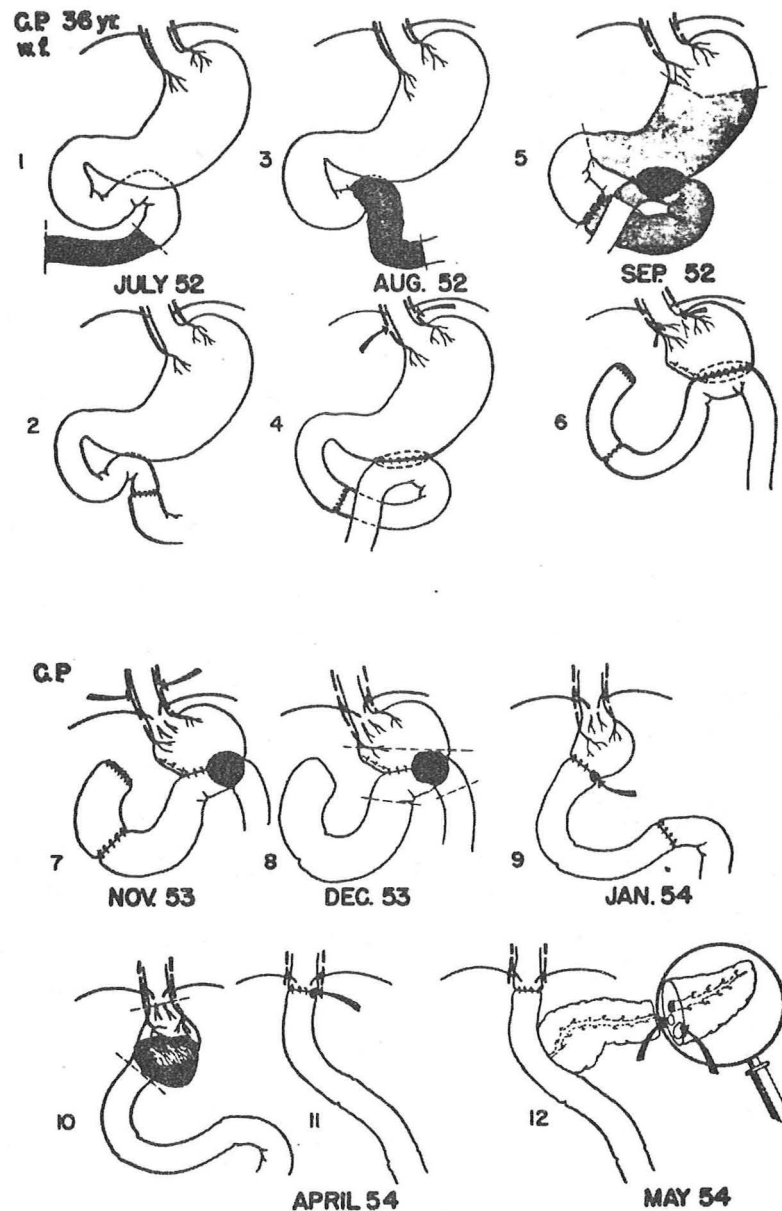 G.P. 36 yr.
w.f.
1
3
5
JULY 52
AUG. 52
SEP. 52
2
4
6
G.P.
7
8
9
NOV. 53
DEC. 53
JAN. 54
10
11
12
APRIL 54
MAY 54